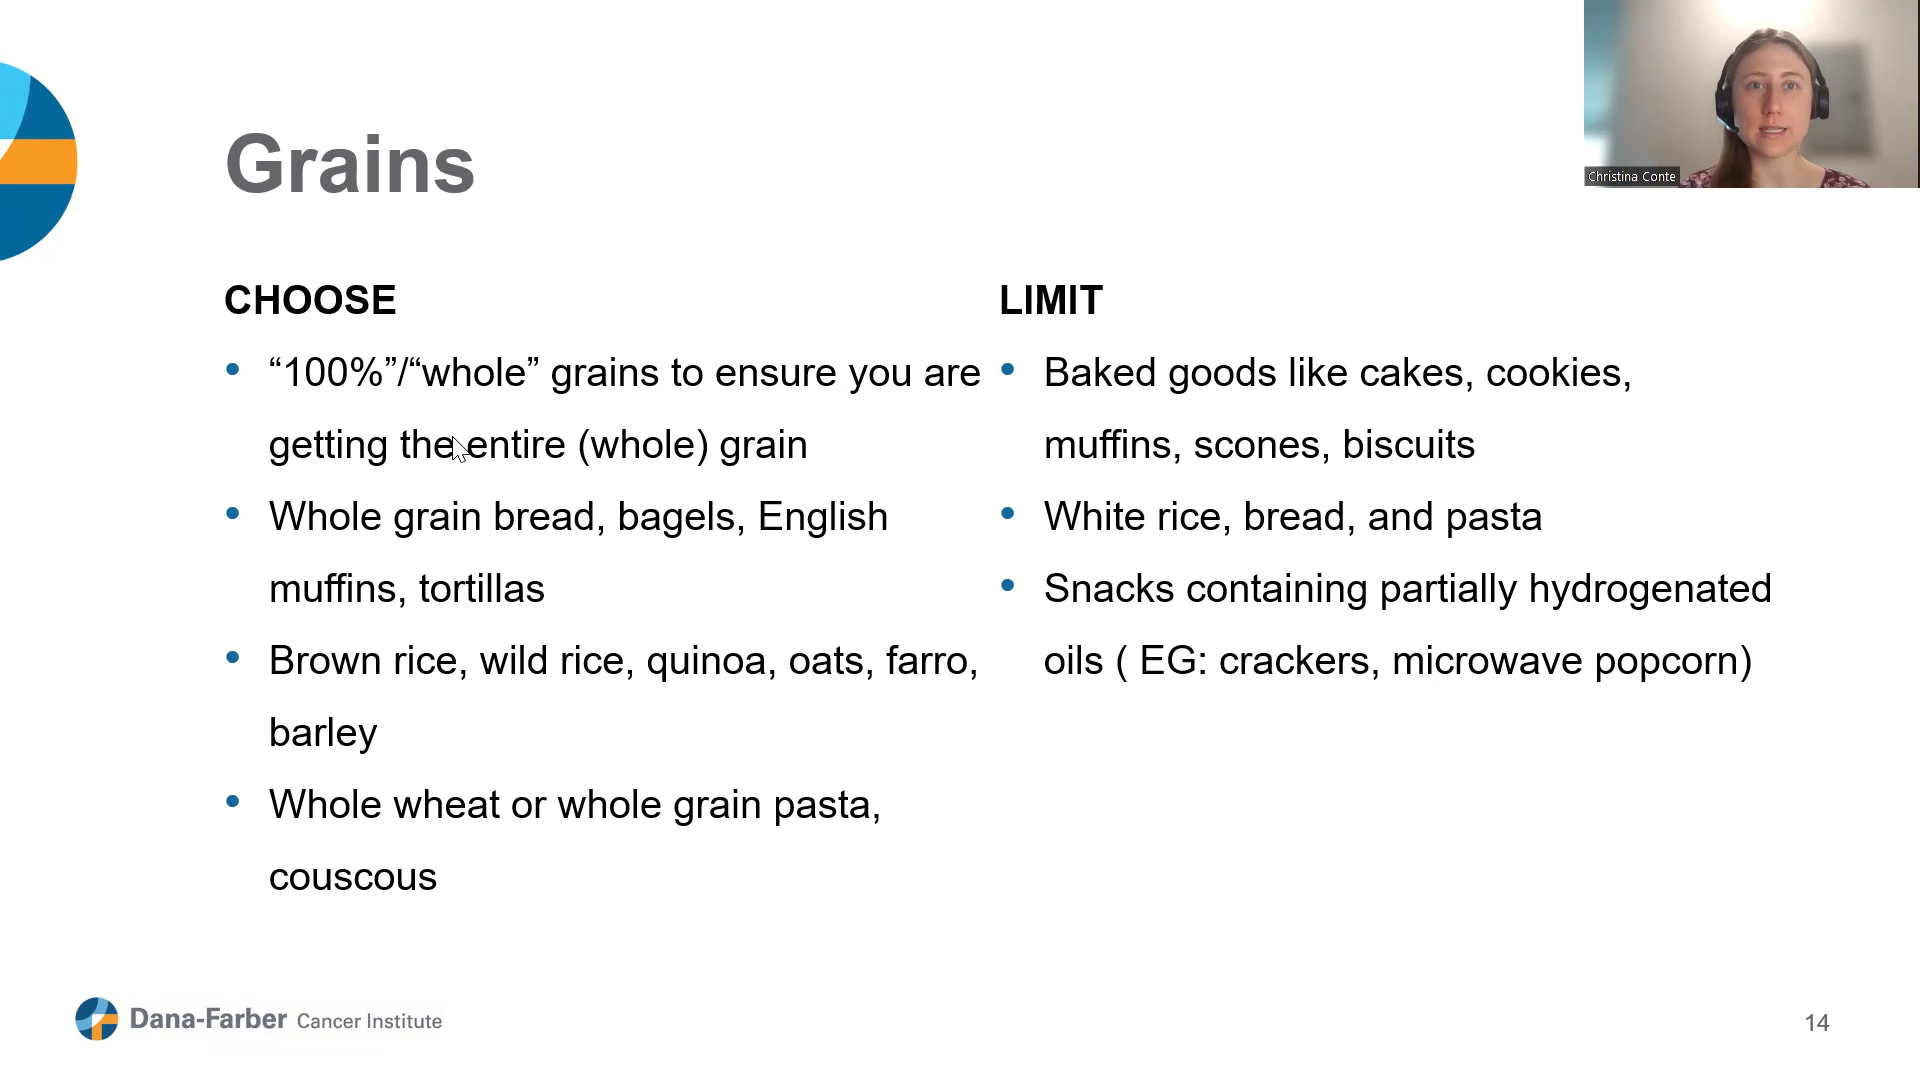 Christina Conte
Grains
CHOOSE
• “100%”/“whole” grains to ensure you are
getting the entire (whole) grain
• Whole grain bread, bagels, English
muffins, tortillas
• Brown rice, wild rice, quinoa, oats, farro,
barley
• Whole wheat or whole grain pasta,
couscous
LIMIT
• Baked goods like cakes, cookies,
muffins, scones, biscuits
• White rice, bread, and pasta
• Snacks containing partially hydrogenated
oils ( EG: crackers, microwave popcorn)
Dana-Farber Cancer Institute
14